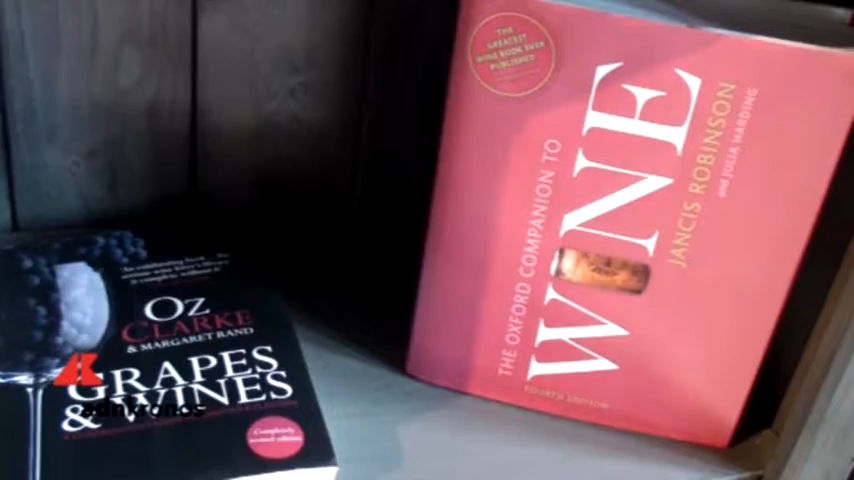 "THE
GREATEST
WINE BOOK EVER
PUBLISHED"
THE OXFORD COMPANION TO
WINE
JANCIS ROBINSON
and JULIA HARDING
FOURTH EDITION
OZ
CLARKE
& MARGARET RAND
GRAPES
& WINES
Completely
revised edition
adnkronos